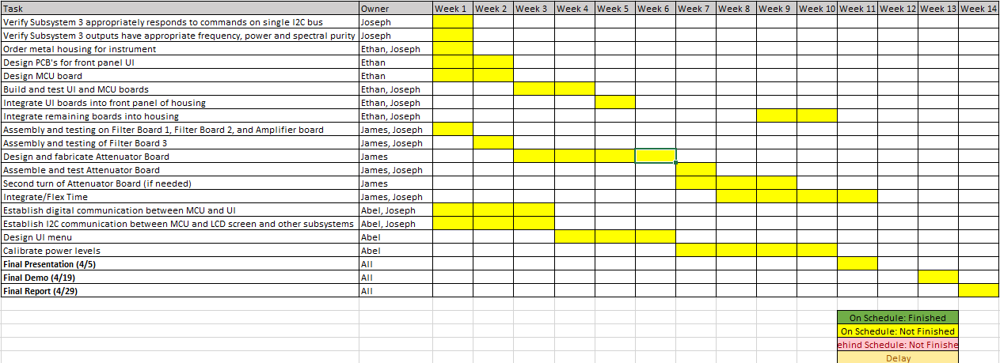 Task Owner Week 1 Week 2 Week 3 Week 4 Week 5 Week 6 Week 7 Week 8 Week 9 Week 10 Week 11 Week 12 Week 13 Week 14
Verify Subsystem 3 appropriately responds to commands on single I2C bus Joseph
Verify Subsystem 3 outputs have appropriate frequency, power and spectral purity Joseph
Order metal housing for instrument Ethan, Joseph
Design PCB's for front panel UI Ethan
Design MCU board Ethan
Build and test UI and MCU boards Ethan, Joseph
Integrate UI boards into front panel of housing Ethan, Joseph
Integrate remaining boards into housing Ethan, Joseph
Assembly and testing on Filter Board 1, Filter Board 2, and Amplifier board James, Joseph
Assembly and testing of Filter Board 3 James, Joseph
Design and fabricate Attenuator Board James
Assemble and test Attenuator Board James, Joseph
Second turn of Attenuator Board (if needed) James
Integrate/Flex Time James, Joseph
Establish digital communication between MCU and UI Abel, Joseph
Establish I2C communication between MCU and LCD screen and other subsystems Abel, Joseph
Design UI menu Abel
Calibrate power levels Abel
Final Presentation (4/5) All
Final Demo (4/19) All
Final Report (4/29) All
On Schedule: Finished
On Schedule: Not Finished
ehind Schedule: Not Finishe
Delay